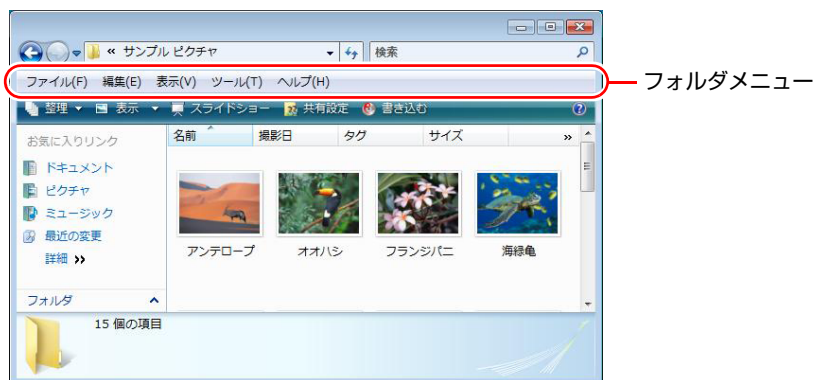 « サンプル ピクチャ
検索
ファイル(F) 編集(E) 表示(V) ツール(T) ヘルプ(H)
フォルダメニュー
整理 表示 スライドショー 共有設定 書き込む
お気に入りリンク
名前 撮影日 タグ サイズ »
ドキュメント
ピクチャ
ミュージック
最近の変更
詳細 »
アンテロープ オオハシ フランジパニ 海緑亀
フォルダ
15 個の項目